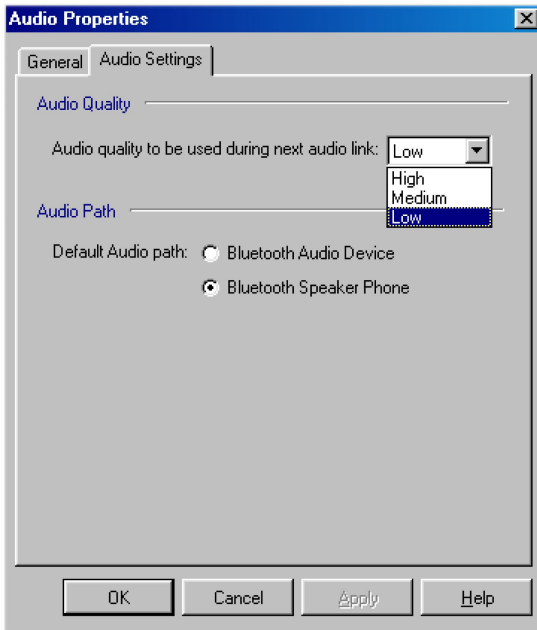 Audio Properties
General Audio Settings
Audio Quality
Audio quality to be used during next audio link: Low
High
Medium
Low
Audio Path
Default Audio path: Bluetooth Audio Device
Bluetooth Speaker Phone
OK Cancel Apply Help